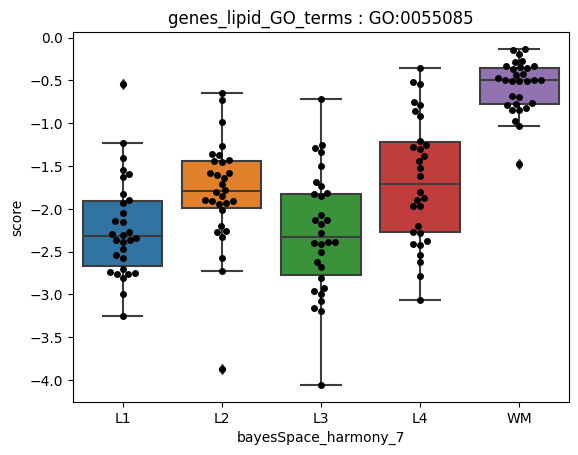 genes_lipid_GO_terms : GO:0055085
0.0
−0.5
−1.0
−1.5
−2.0
−2.5
−3.0
−3.5
−4.0
score
L1 L2 L3 L4 WM
bayesSpace_harmony_7